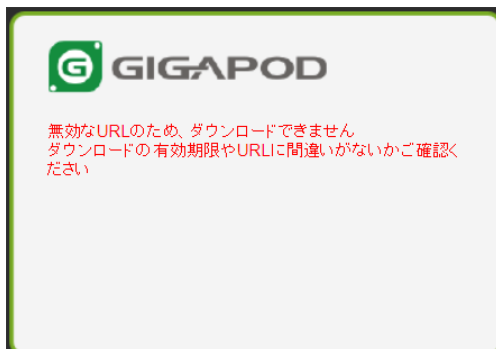 G GIGAPOD
無効なURLのため、ダウンロードできません
ダウンロードの有効期限やURLに間違いがないかご確認く
ださい